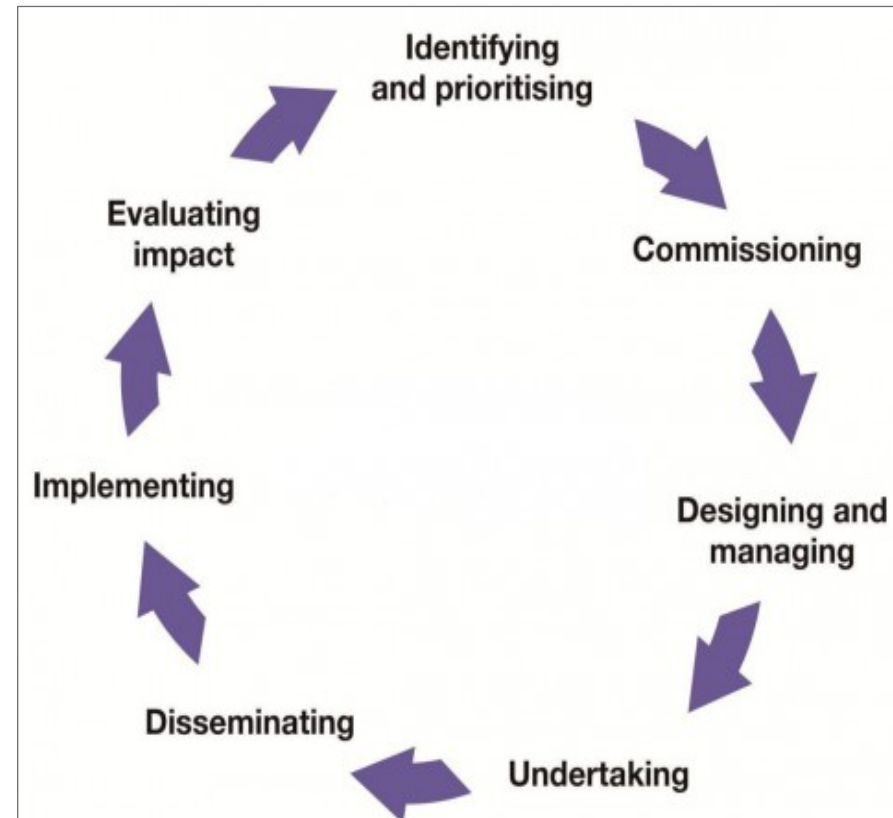 Identifying
and prioritising
Commissioning
Designing and
managing
Undertaking
Disseminating
Implementing
Evaluating
impact